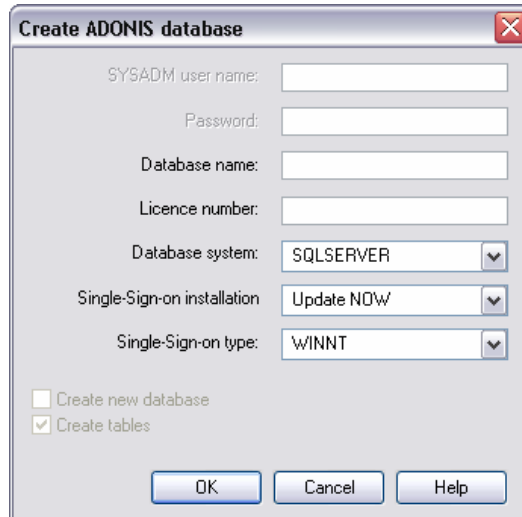 Create ADONIS database
SYSADM user name:
Password:
Database name:
Licence number:
Database system: SQLSERVER
Single-Sign-on installation Update NOW
Single-Sign-on type: WINNT
Create new database
Create tables
OK Cancel Help